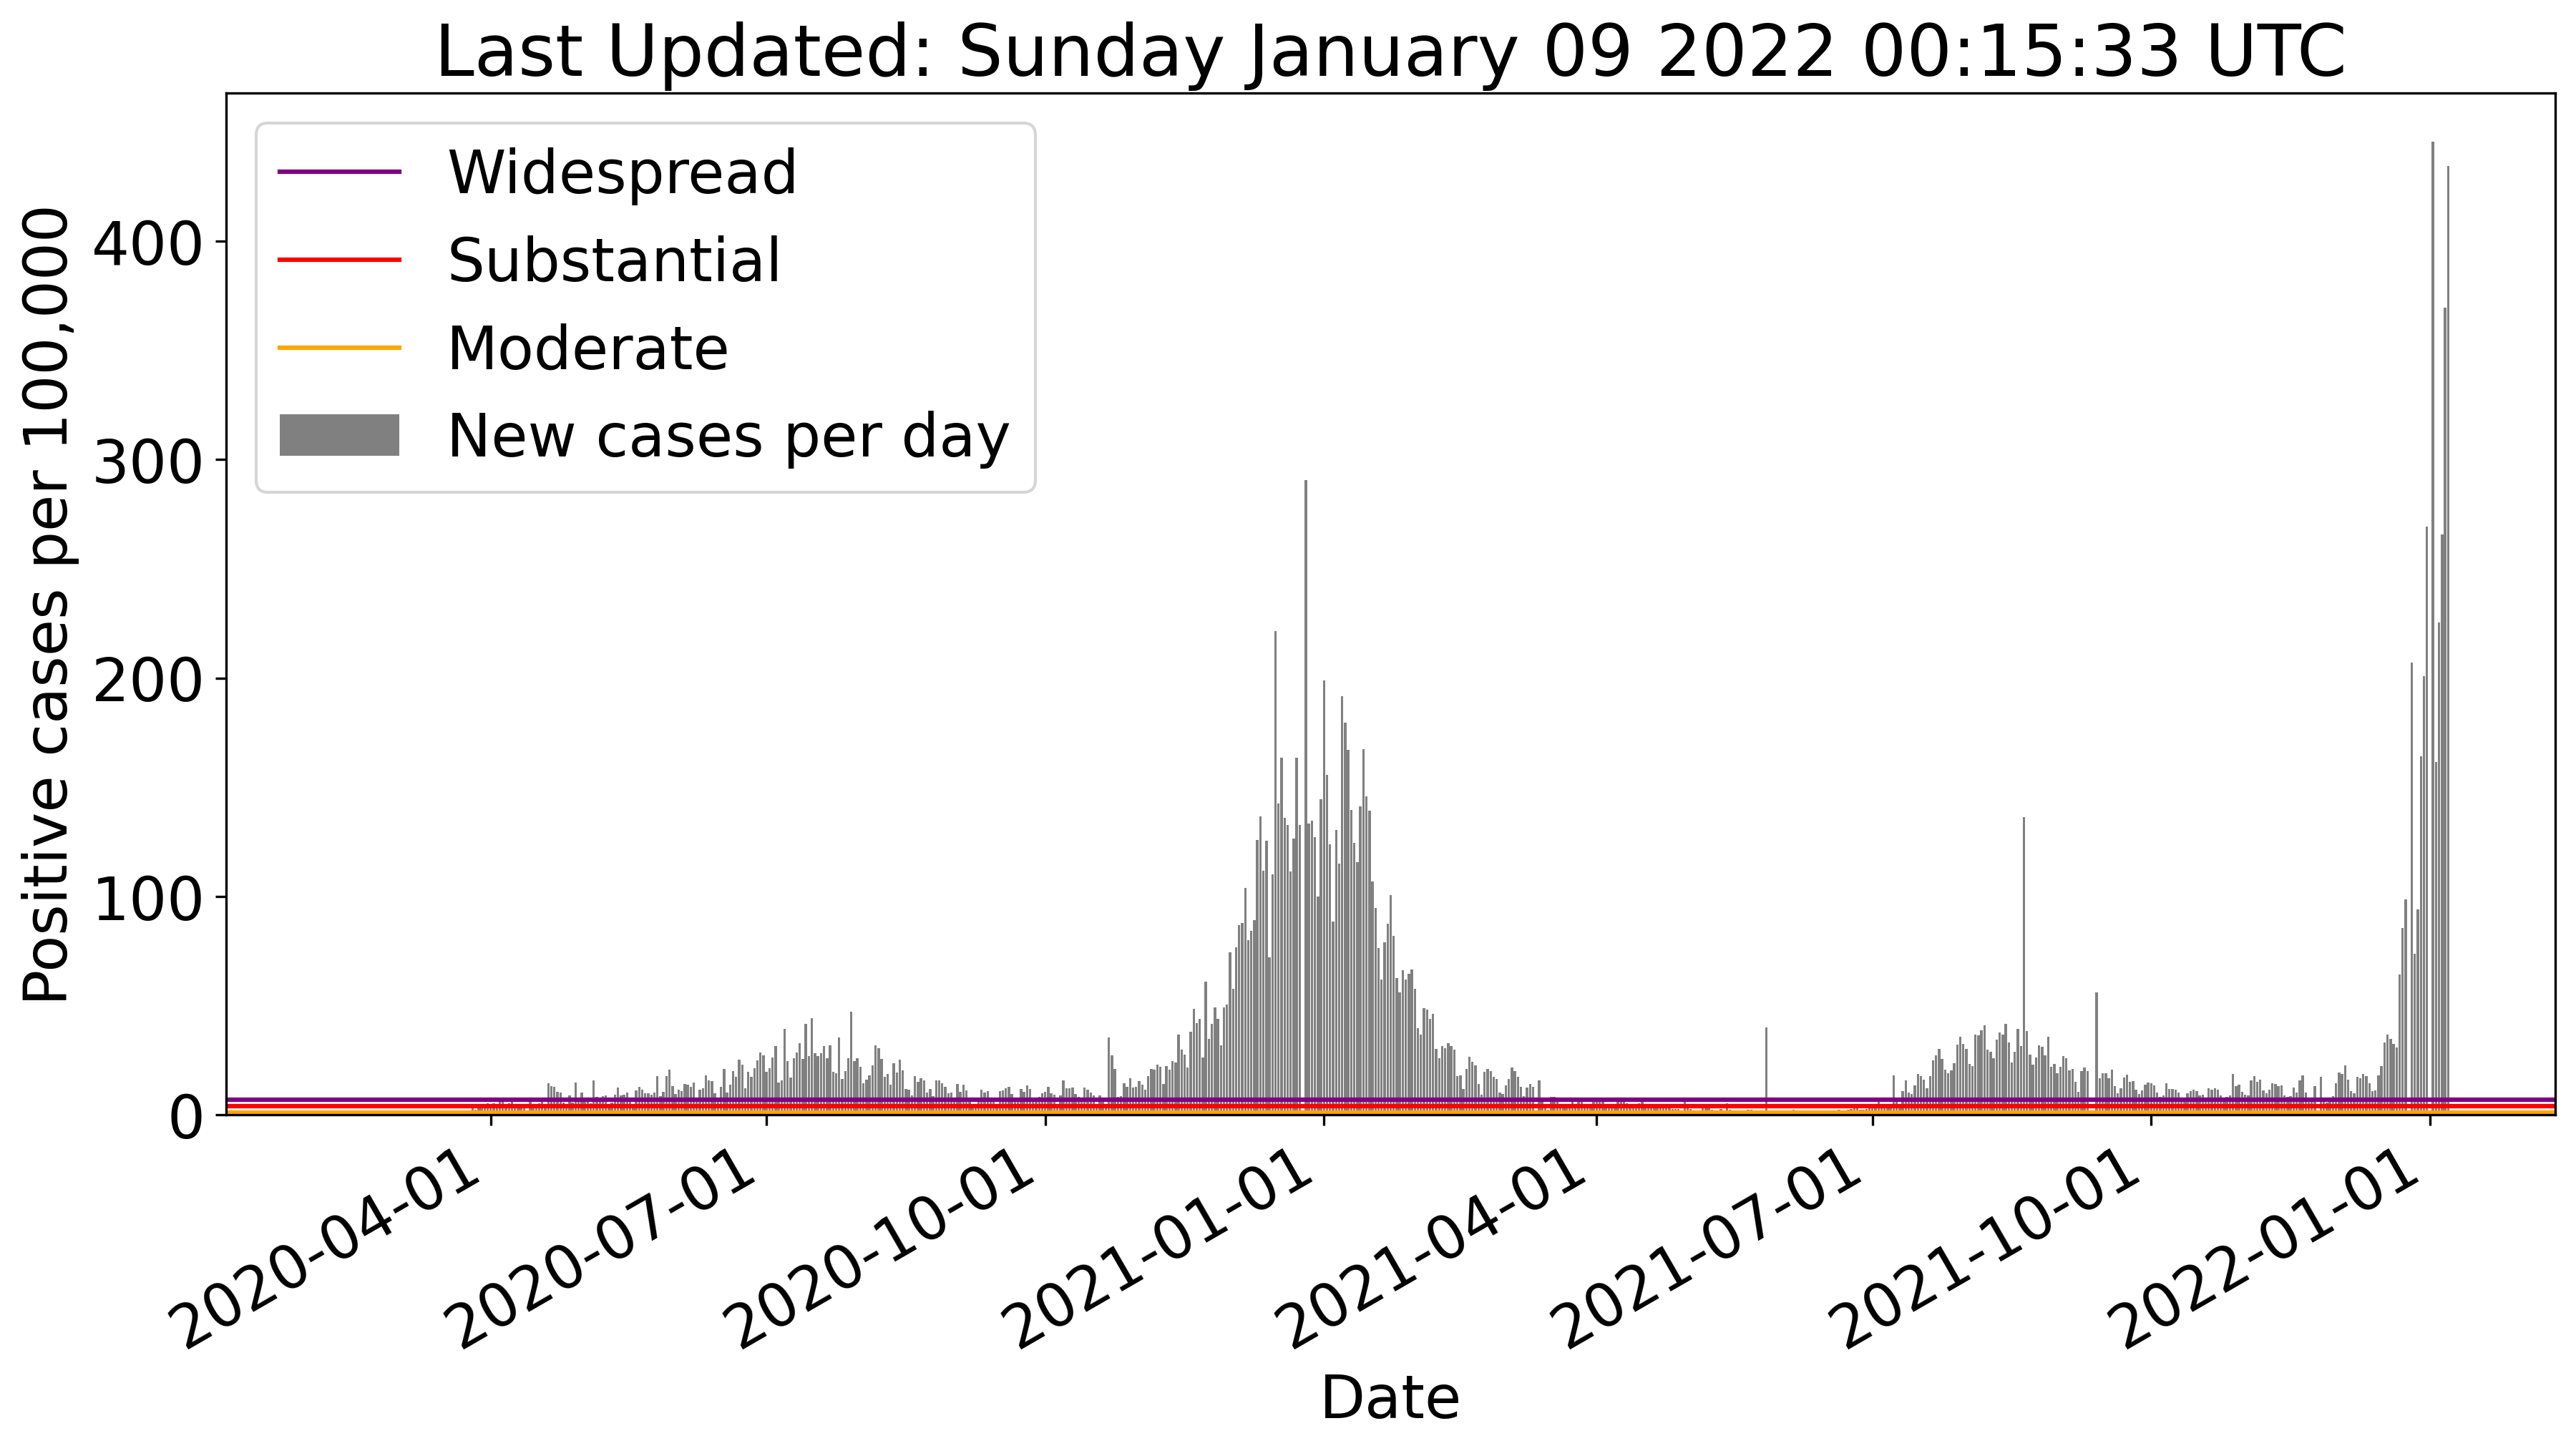 Last Updated: Sunday January 09 2022 00:15:33 UTC
Widespread
Substantial
Moderate
New cases per day
Positive cases per 100,000
400
300
200
100
0
2020-04-01
2020-07-01
2020-10-01
2021-01-01
2021-04-01
2021-07-01
2021-10-01
2022-01-01
Date